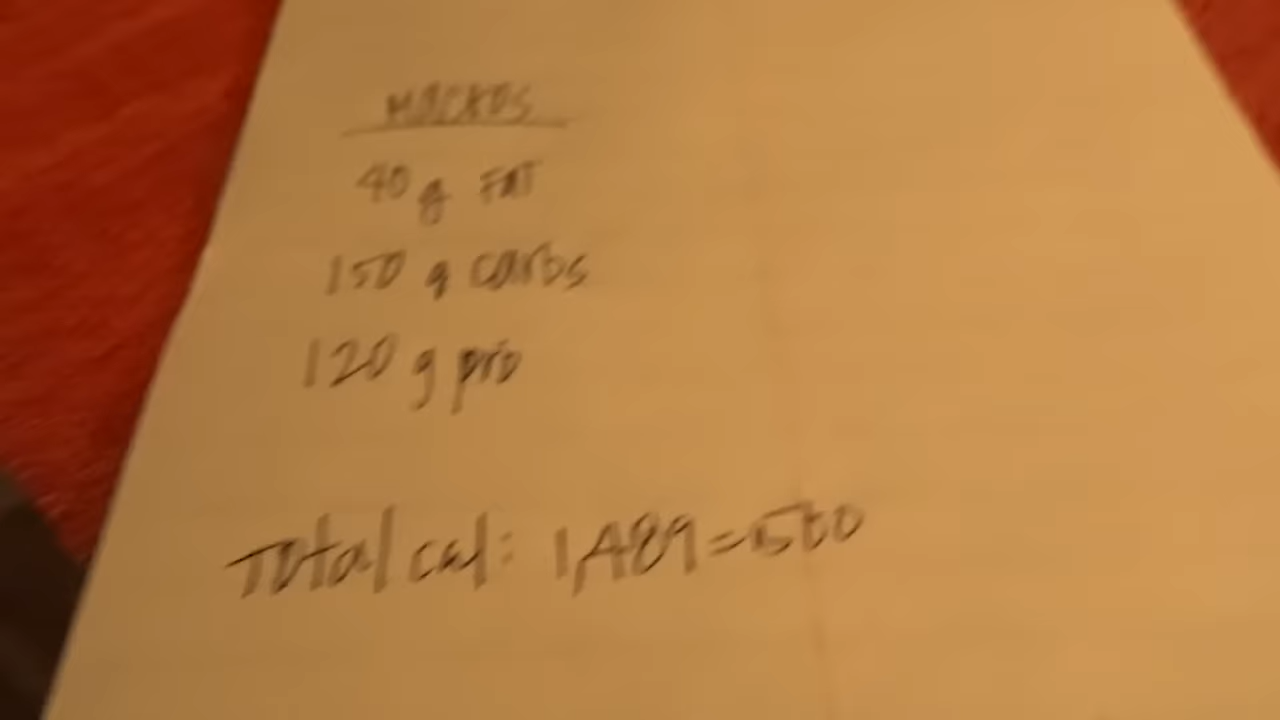 MACROS
40 g FAT
150 g carbs
120 g pro
Total cal: 1,489=1500